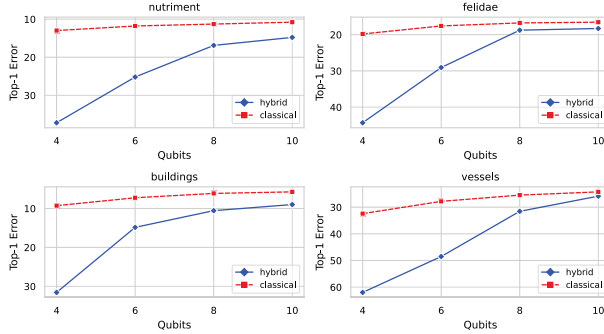 nutriment
10
20
30
Top-1 Error
hybrid
classical
4
6
8
10
Qubits
felidae
20
30
40
Top-1 Error
hybrid
classical
4
6
8
10
Qubits
buildings
10
20
30
Top-1 Error
hybrid
classical
4
6
8
10
Qubits
vessels
30
40
50
60
Top-1 Error
hybrid
classical
4
6
8
10
Qubits